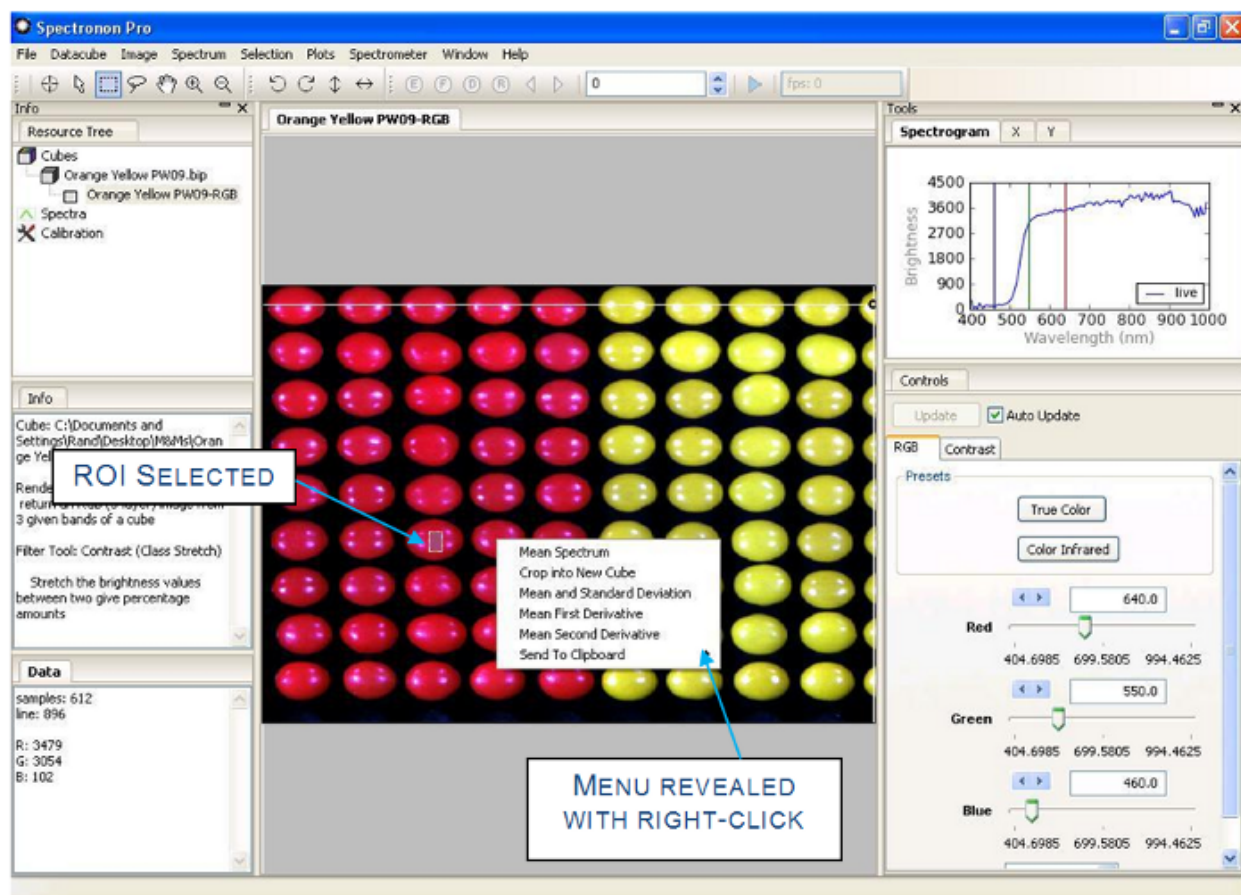 Spectronon Pro
File Datacube Image Spectrum Selection Plots Spectrometer Window Help
E F D R 0 fps: 0
Info
Resource Tree
Cubes
Orange Yellow PW09.bip
Orange Yellow PW09-RGB
Spectra
Calibration
Info
Cube: C:\Documents and
Settings\Rand\Desktop\M&Ms\Oran
ge Yel
Rende
3 given bands of a cube
Filter Tool: Contrast (Class Stretch)
Stretch the brightness values
between two give percentage
amounts
Data
samples: 612
line: 896
R: 3479
G: 3054
B: 102
Orange Yellow PW09-RGB
ROI SELECTED
Mean Spectrum
Crop into New Cube
Mean and Standard Deviation
Mean First Derivative
Mean Second Derivative
Send To Clipboard
MENU REVEALED
WITH RIGHT-CLICK
Tools
Spectrogram X Y
4500
3600
2700
1800
900
0
Brightness
live
400 500 600 700 800 900 1000
Wavelength (nm)
Controls
Update Auto Update
RGB Contrast
Presets
True Color
Color Infrared
640.0
Red
404.6985 699.5805 994.4625
550.0
Green
404.6985 699.5805 994.4625
460.0
Blue
404.6985 699.5805 994.4625